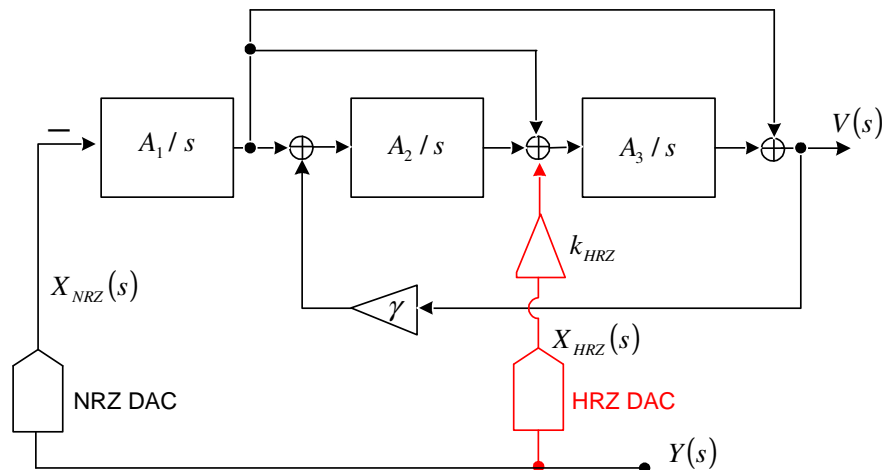 V(s)
A₁ / s
A₂ / s
A₃ / s
k_HRZ
X_NRZ(s)
γ
X_HRZ(s)
NRZ DAC
HRZ DAC
Y(s)